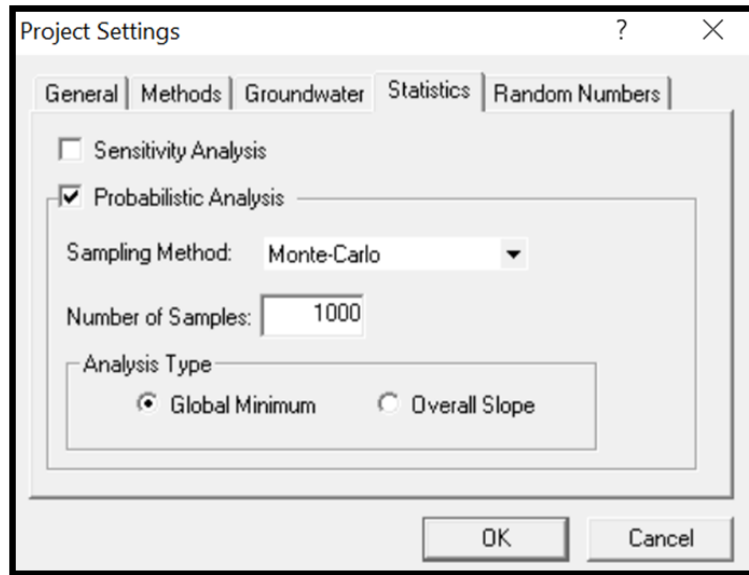 Project Settings ?
General Methods Groundwater Statistics Random Numbers
Sensitivity Analysis
Probabilistic Analysis
Sampling Method: Monte-Carlo
Number of Samples: 1000
Analysis Type
Global Minimum Overall Slope
OK Cancel